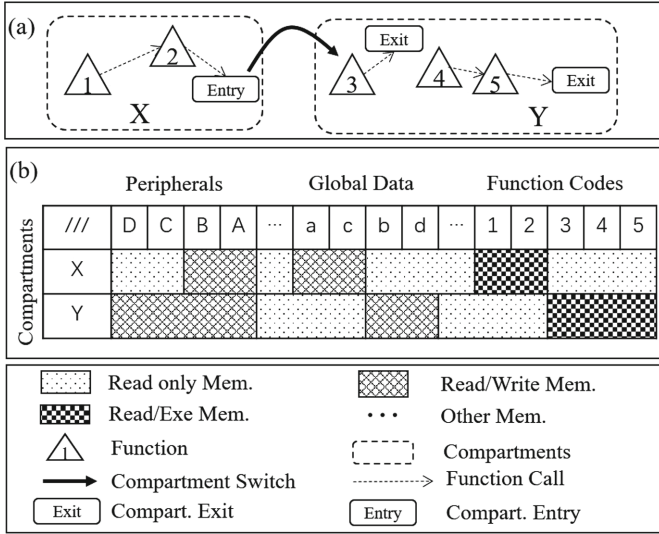 (a)
1
2
Entry
X
3
Exit
4
5
Exit
Y
(b)
Peripherals Global Data Function Codes
Compartments
/// D C B A ··· a c b d ··· 1 2 3 4 5
X
Y
Read only Mem. Read/Write Mem.
Read/Exe Mem. ··· Other Mem.
1 Function Compartments
Compartment Switch Function Call
Exit Compart. Exit Entry Compart. Entry